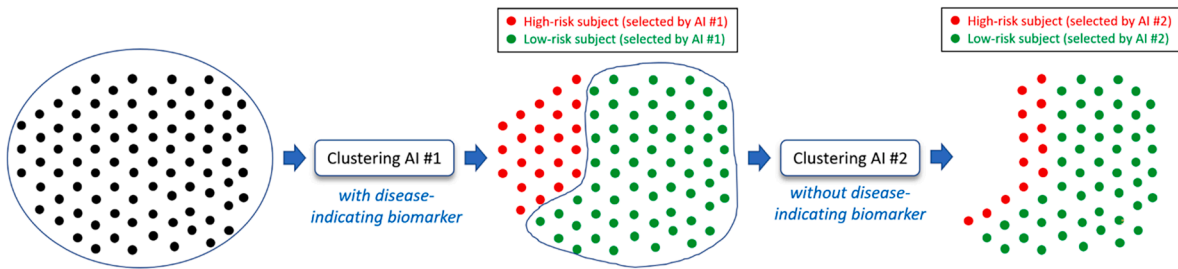 High-risk subject (selected by AI #1)
Low-risk subject (selected by AI #1)
High-risk subject (selected by AI #2)
Low-risk subject (selected by AI #2)
Clustering AI #1
with disease-
indicating biomarker
Clustering AI #2
without disease-
indicating biomarker